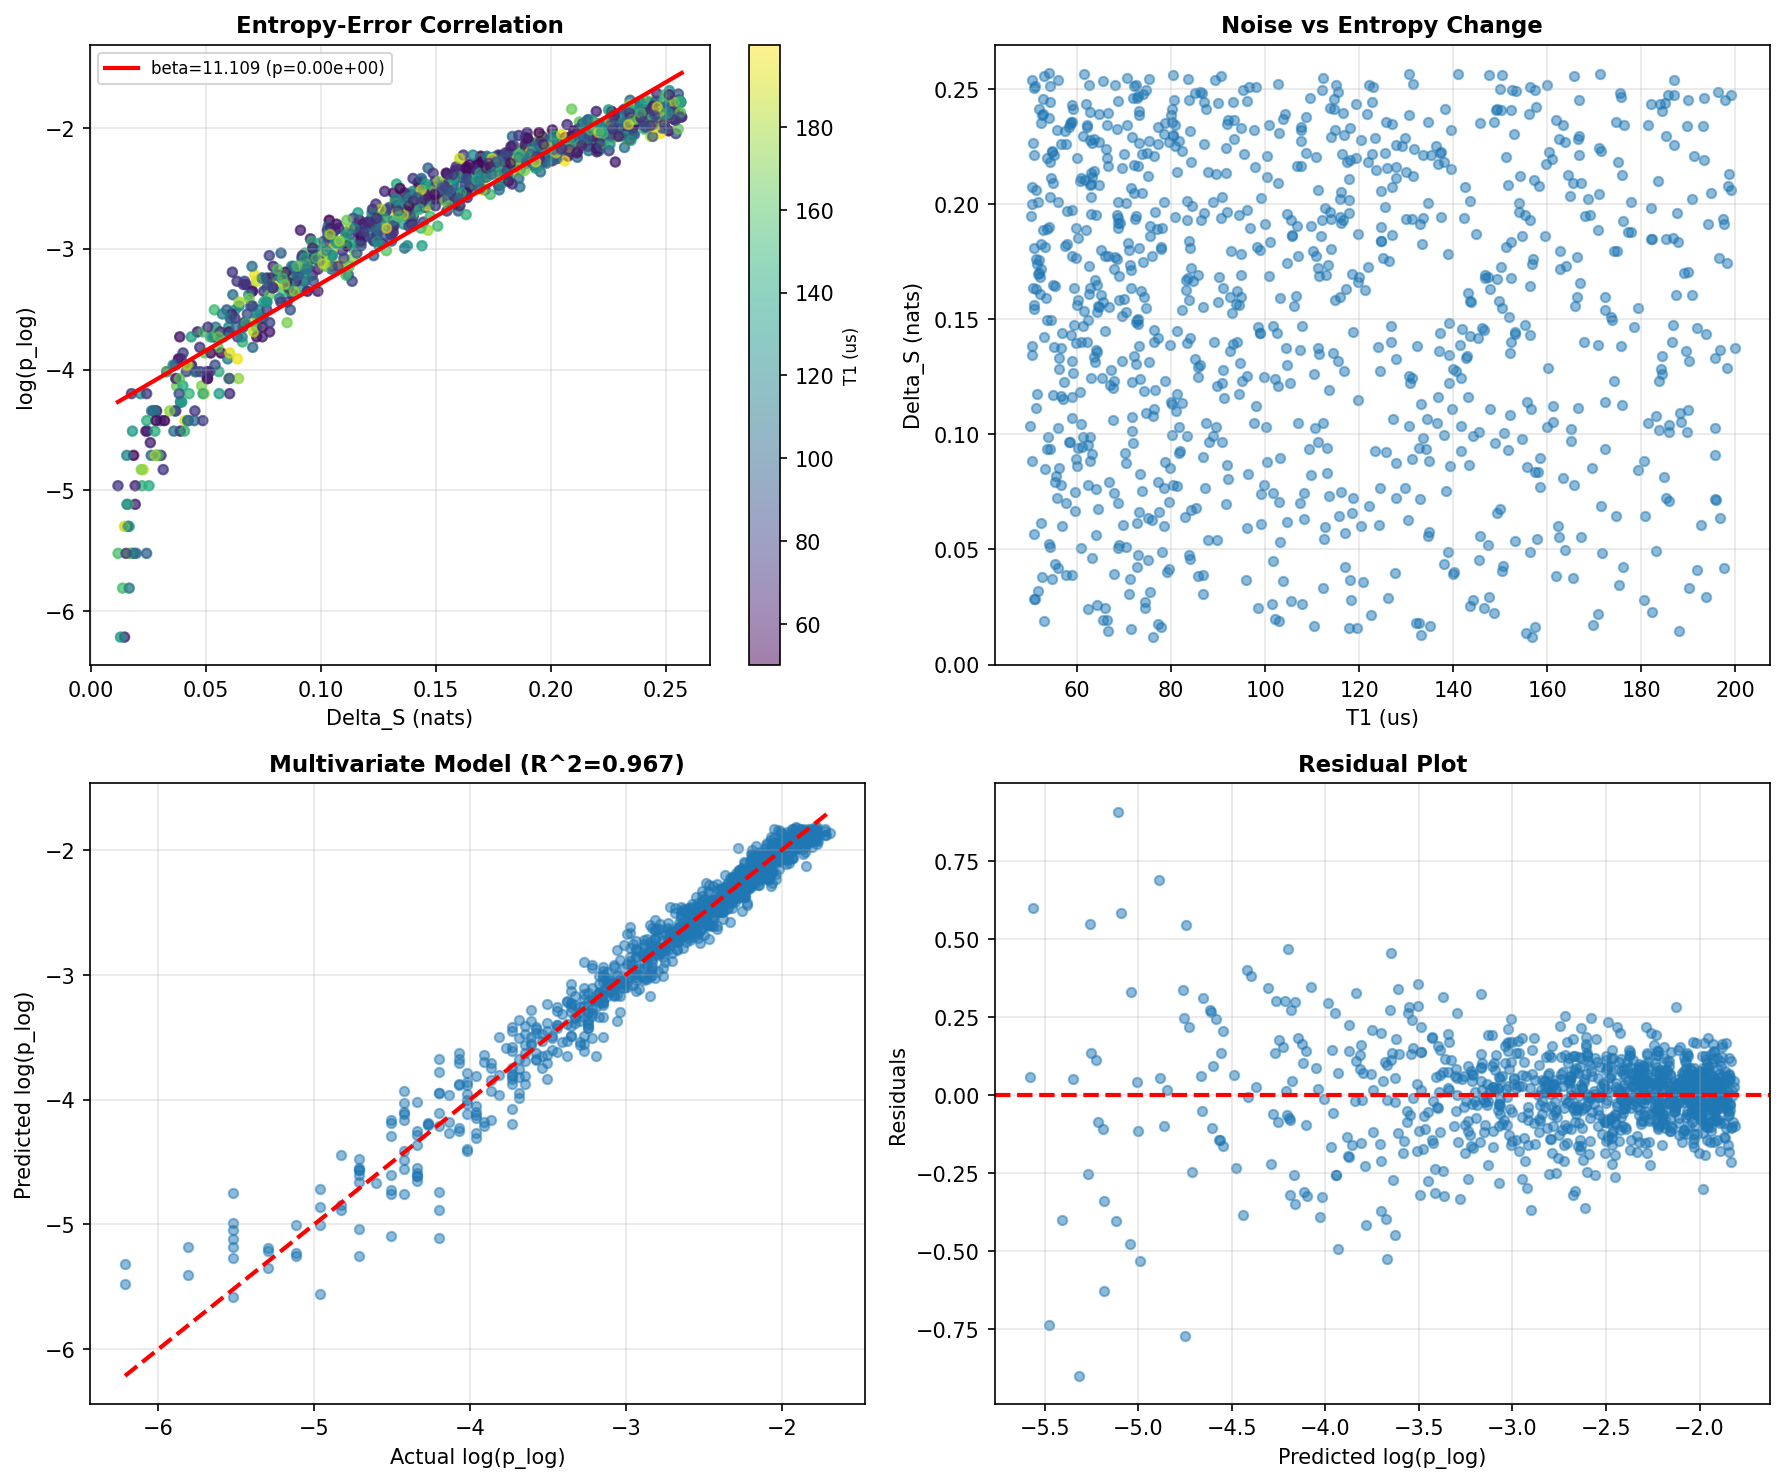 Entropy-Error Correlation
beta=11.109 (p=0.00e+00)
−2
−3
−4
−5
−6
log(p_log)
0.00 0.05 0.10 0.15 0.20 0.25
Delta_S (nats)
180
160
140
120
100
80
60
T1 (us)
Noise vs Entropy Change
0.25
0.20
0.15
0.10
0.05
0.00
Delta_S (nats)
60 80 100 120 140 160 180 200
T1 (us)
Multivariate Model (R^2=0.967)
−2
−3
−4
−5
−6
Predicted log(p_log)
−6 −5 −4 −3 −2
Actual log(p_log)
Residual Plot
0.75
0.50
0.25
0.00
−0.25
−0.50
−0.75
Residuals
−5.5 −5.0 −4.5 −4.0 −3.5 −3.0 −2.5 −2.0
Predicted log(p_log)